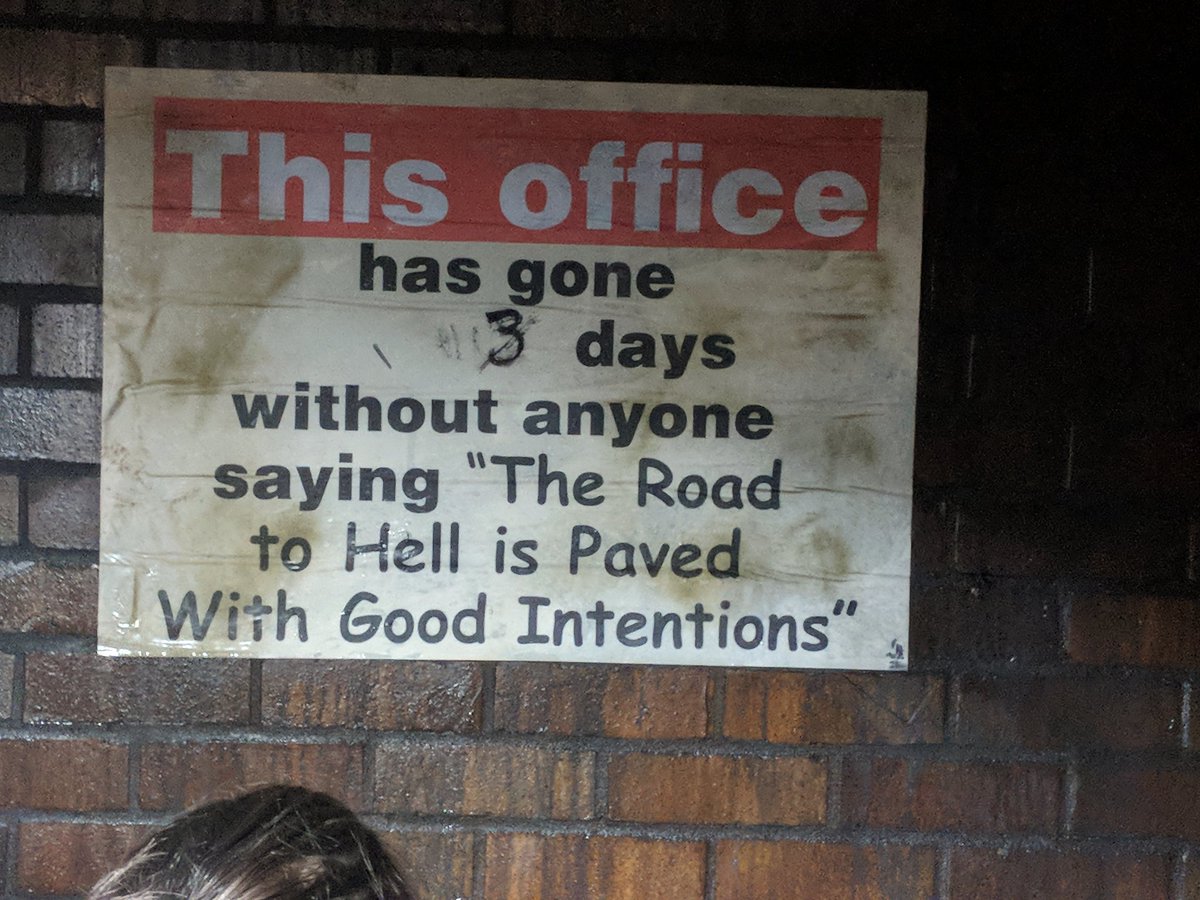 This office
has gone
3 days
without anyone
saying "The Road
to Hell is Paved
With Good Intentions"